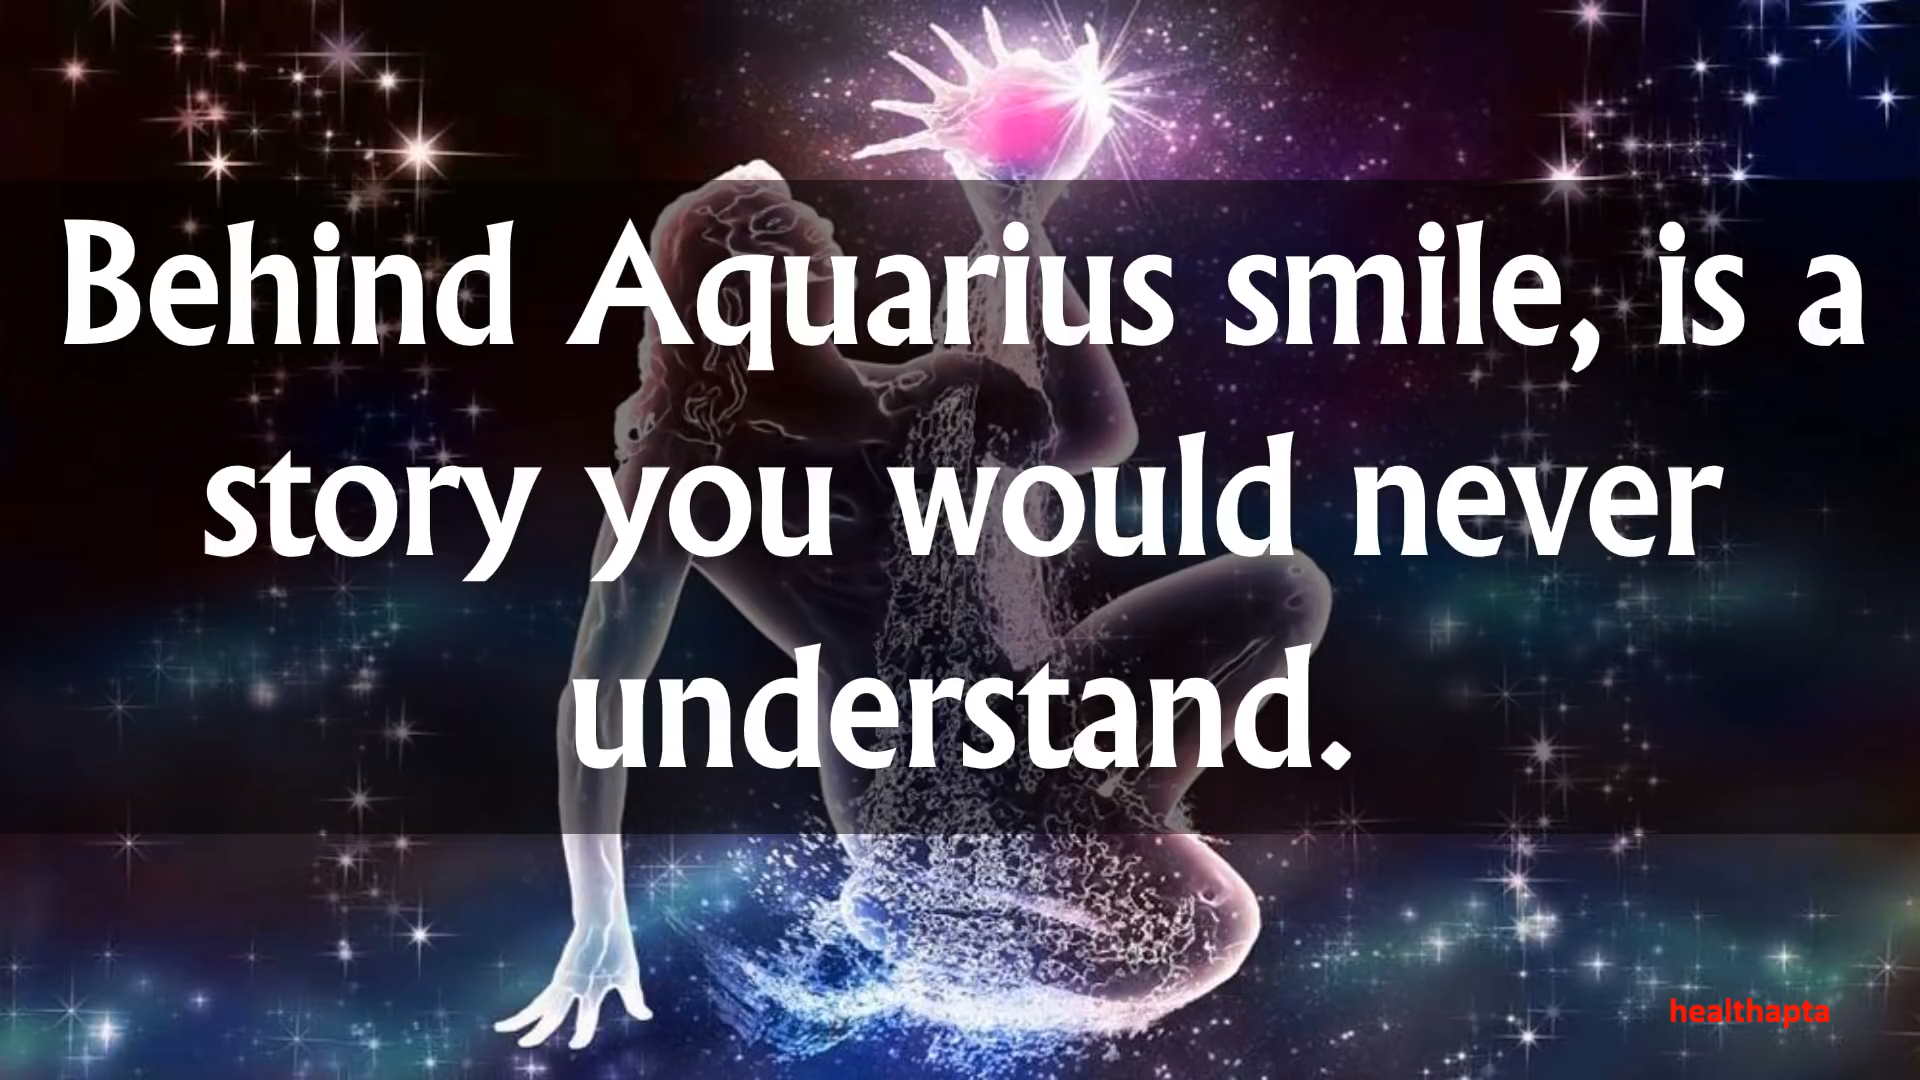 Behind Aquarius smile, is a
story you would never
understand.
healthapta